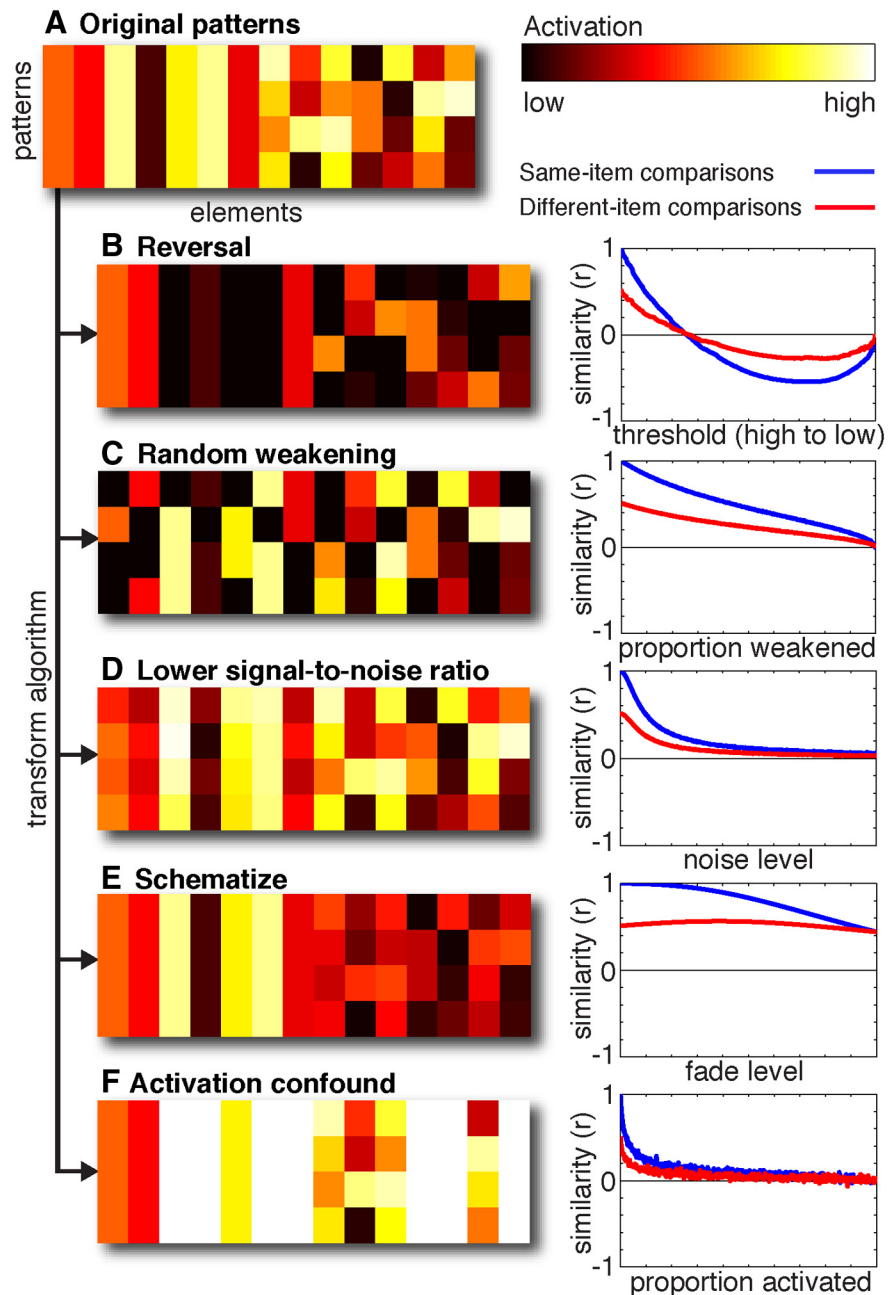 A Original patterns
patterns
elements
Activation
low high
Same-item comparisons
Different-item comparisons
transform algorithm
B Reversal
similarity (r)
1
0
-1
threshold (high to low)
C Random weakening
similarity (r)
1
0
-1
proportion weakened
D Lower signal-to-noise ratio
similarity (r)
1
0
-1
noise level
E Schematize
similarity (r)
1
0
-1
fade level
F Activation confound
similarity (r)
1
0
-1
proportion activated